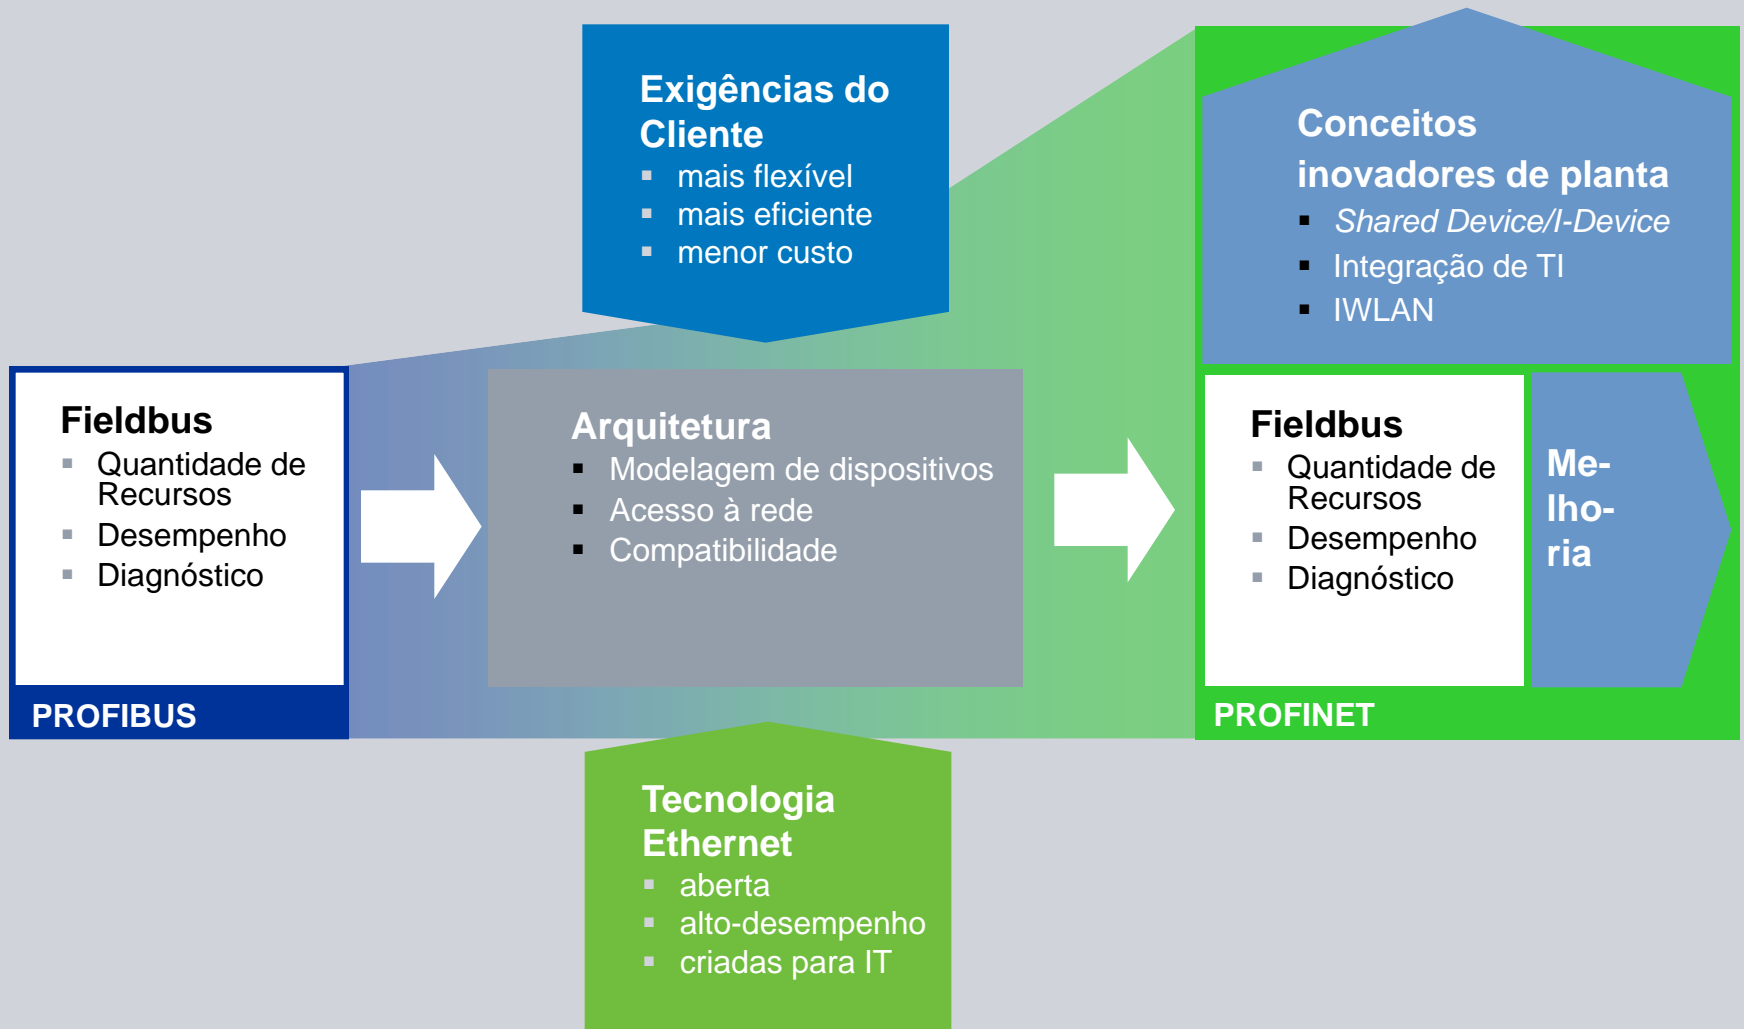 Exigências do
Cliente
▪ mais flexível
▪ mais eficiente
▪ menor custo
Conceitos
inovadores de planta
▪ Shared Device/I-Device
▪ Integração de TI
▪ IWLAN
Fieldbus
▪ Quantidade de
Recursos
▪ Desempenho
▪ Diagnóstico
PROFIBUS
Arquitetura
▪ Modelagem de dispositivos
▪ Acesso à rede
▪ Compatibilidade
Fieldbus
▪ Quantidade de
Recursos
▪ Desempenho
▪ Diagnóstico
Me-
lho-
ria
PROFINET
Tecnologia
Ethernet
▪ aberta
▪ alto-desempenho
▪ criadas para IT